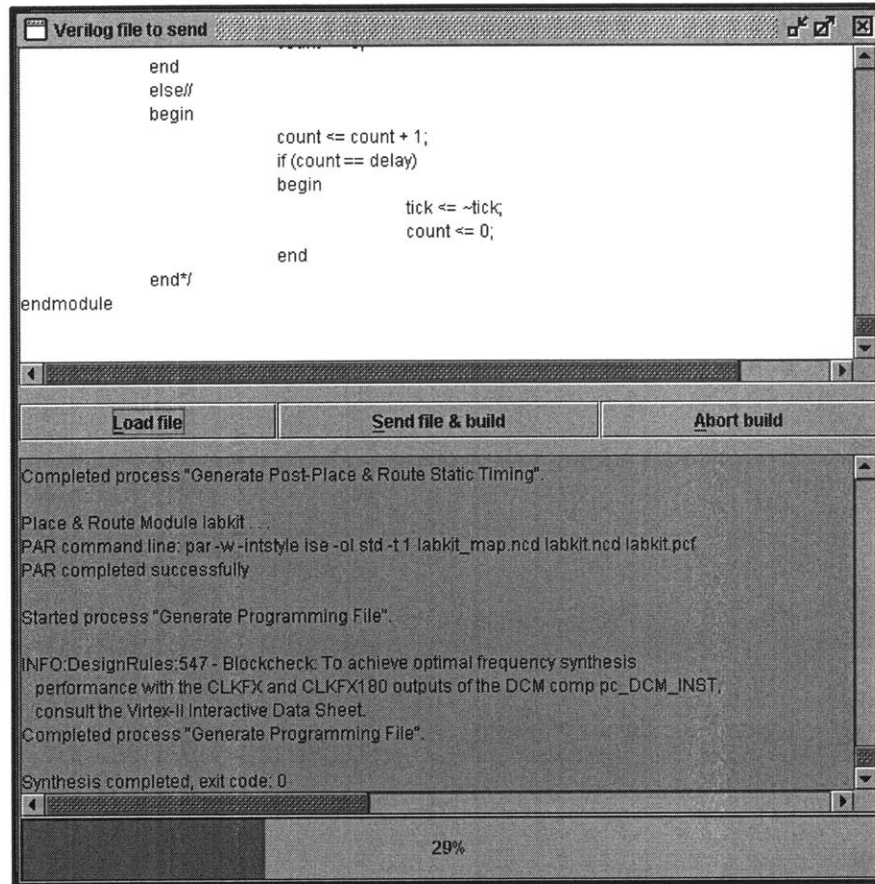 Verilog file to send
end
else//
begin
count <= count + 1;
if (count == delay)
begin
tick <= ~tick;
count <= 0;
end
end*/
endmodule
Load file
Send file & build
Abort build
Completed process "Generate Post-Place & Route Static Timing".
Place & Route Module labkit . . .
PAR command line: par -w -intstyle ise -ol std -t 1 labkit_map.ncd labkit.ncd labkit.pcf
PAR completed successfully
Started process "Generate Programming File".
INFO:DesignRules:547 - Blockcheck: To achieve optimal frequency synthesis
performance with the CLKFX and CLKFX180 outputs of the DCM comp pc_DCM_INST,
consult the Virtex-II Interactive Data Sheet.
Completed process "Generate Programming File".
Synthesis completed, exit code: 0
29%